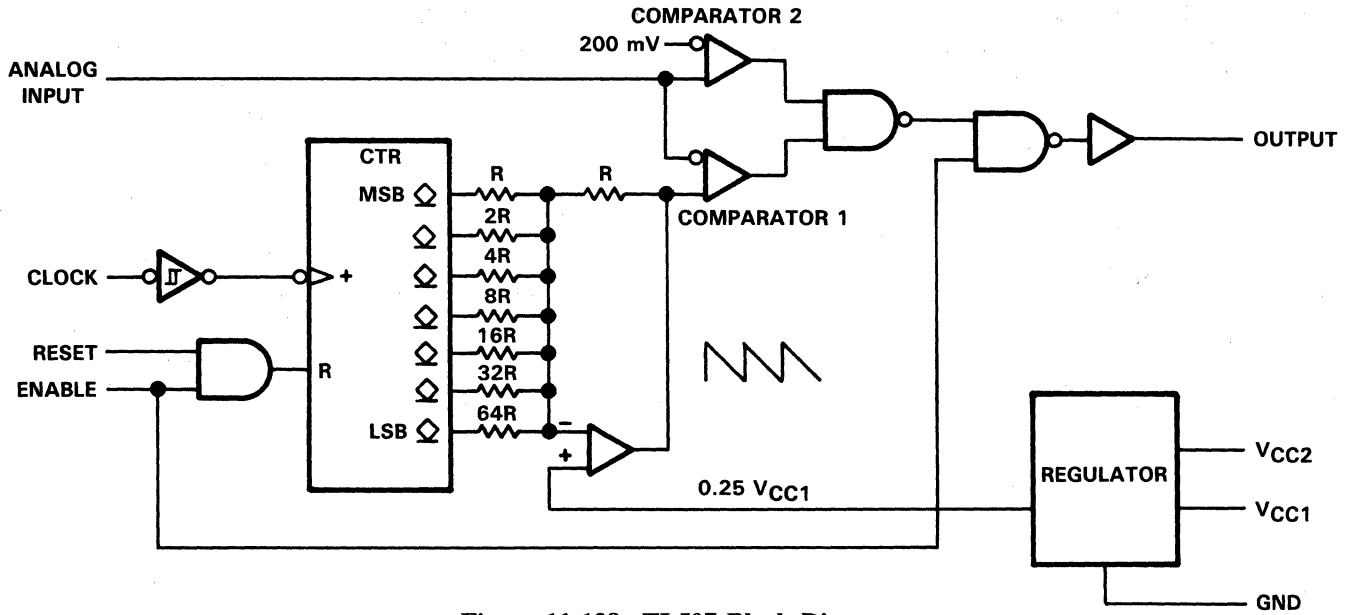 COMPARATOR 2
200 mV
ANALOG
INPUT
CTR
MSB
R
R
COMPARATOR 1
OUTPUT
2R
4R
CLOCK
+
8R
16R
RESET
R
32R
ENABLE
64R
LSB
−
+
0.25 VCC1
REGULATOR
VCC2
VCC1
GND